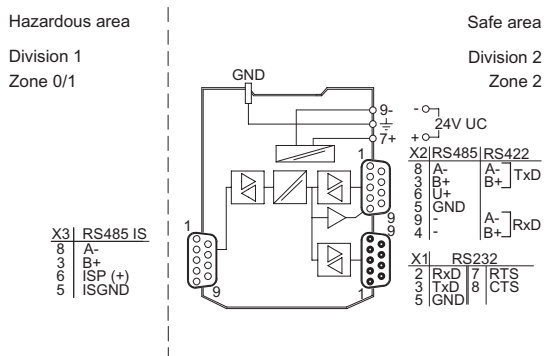 Hazardous area
Safe area
Division 1
Division 2
Zone 0/1
Zone 2
GND
9-
7+
- 
24V UC
+
1
9
9
1
1
9
X2 RS485 RS422
8 A- A- TxD
3 B+ B+
6 U+
5 GND
9 - A- RxD
4 - B+
X3 RS485 IS
8 A-
3 B+
6 ISP (+)
5 ISGND
X1 RS232
2 RxD 7 RTS
3 TxD 8 CTS
5 GND